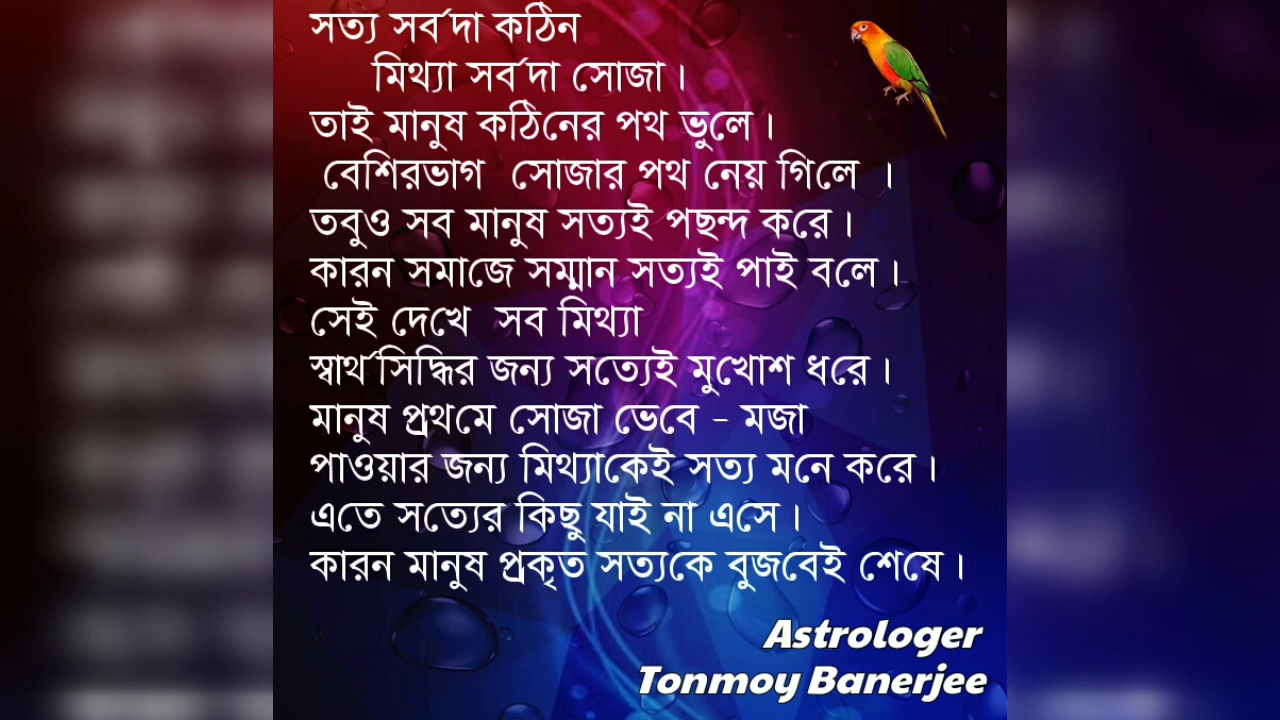 সত্য সর্বদা কঠিন
মিথ্যা সর্বদা সোজা।
তাই মানুষ কঠিনের পথ ভুলে।
বেশিরভাগ সোজার পথ নেয় গিলে ।
তবুও সব মানুষ সত্যই পছন্দ করে।
কারন সমাজে সম্মান সত্যই পাই বলে।
সেই দেখে সব মিথ্যা
স্বার্থসিদ্ধির জন্য সত্যেই মুখোশ ধরে।
মানুষ প্রথমে সোজা ভেবে - মজা
পাওয়ার জন্য মিথ্যাকেই সত্য মনে করে।
এতে সত্যের কিছু যাই না এসে।
কারন মানুষ প্রকৃত সত্যকে বুজবেই শেষে।
Astrologer
Tonmoy Banerjee